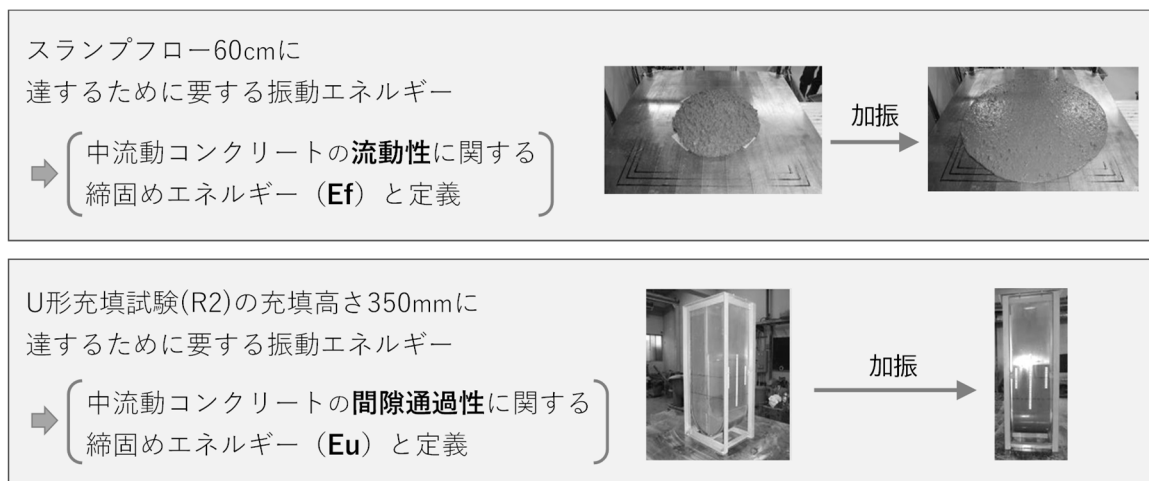 スランプフロー60cmに
達するために要する振動エネルギー
中流動コンクリートの流動性に関する
締固めエネルギー（Ef）と定義
加振
U形充填試験(R2)の充填高さ350mmに
達するために要する振動エネルギー
中流動コンクリートの間隙通過性に関する
締固めエネルギー（Eu）と定義
加振